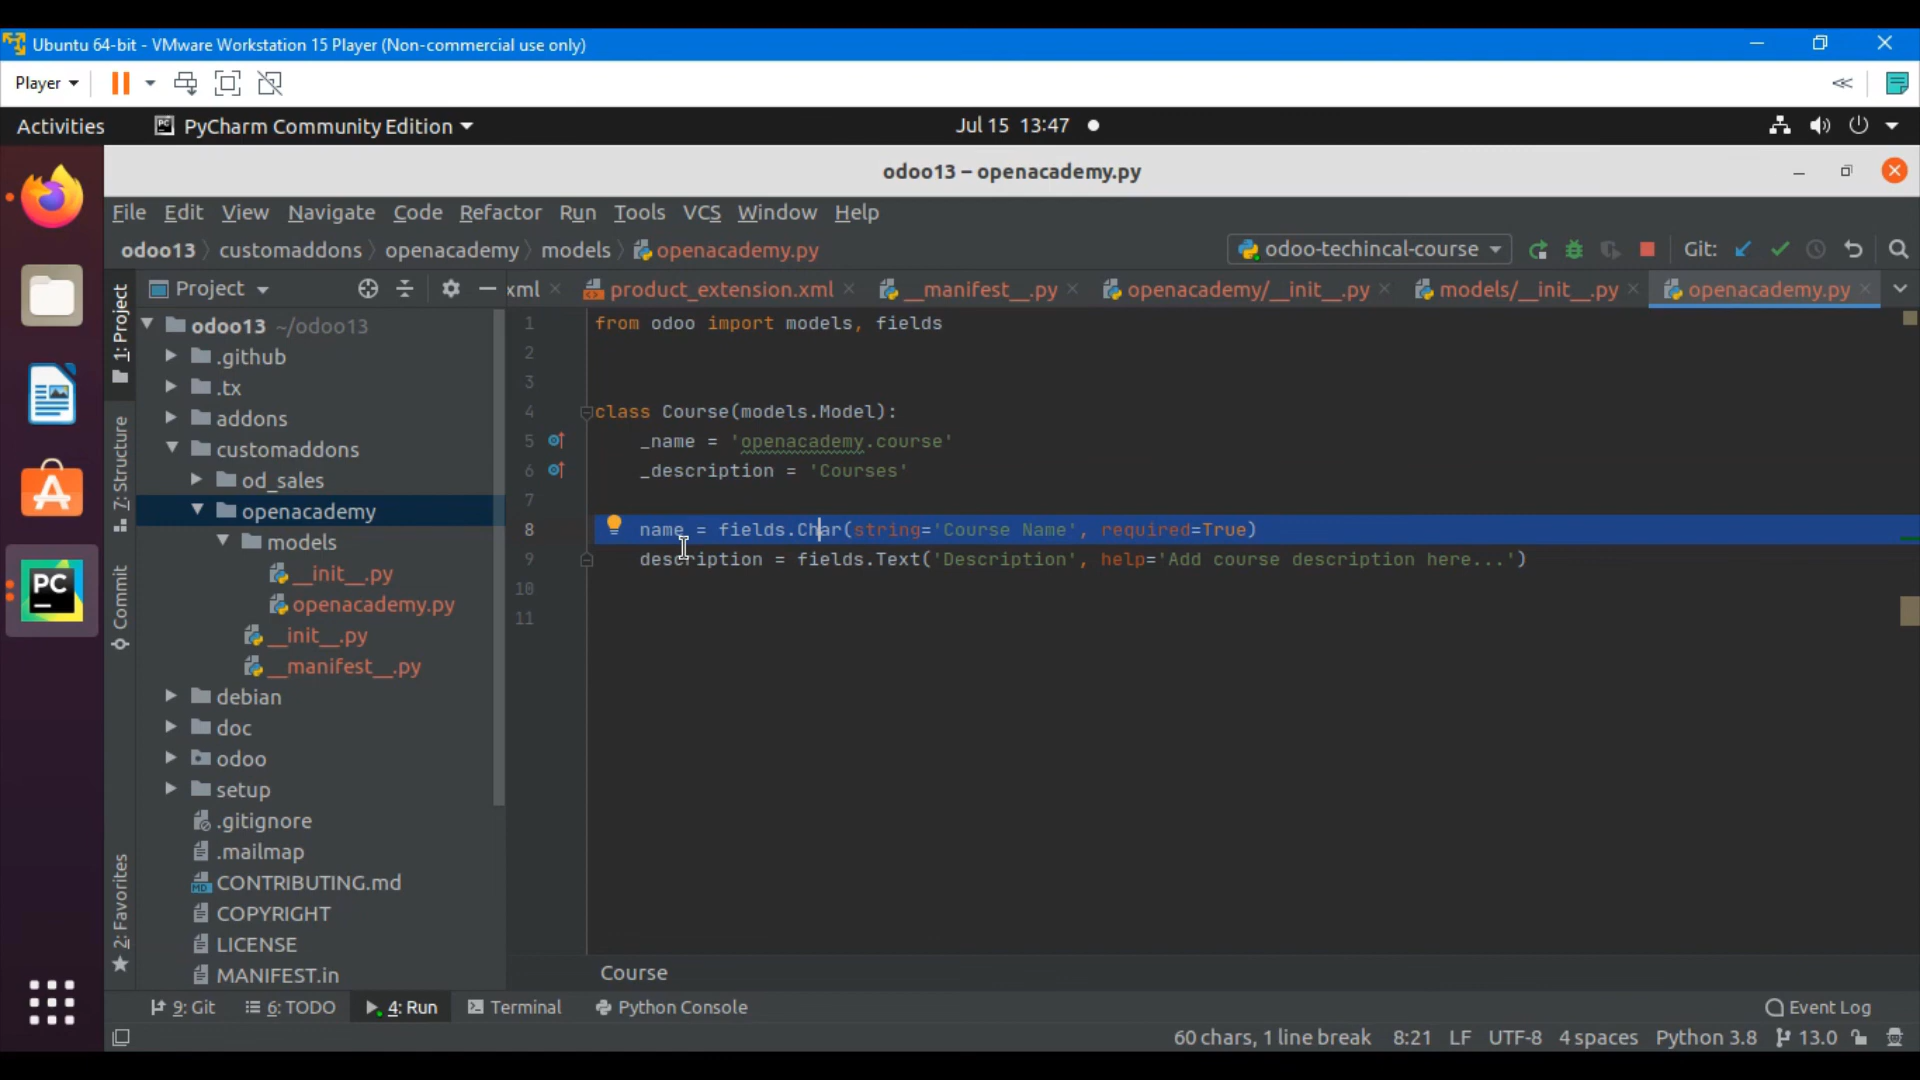 Ubuntu 64-bit - VMware Workstation 15 Player (Non-commercial use only)
Player
Activities PyCharm Community Edition Jul 15 13:47
odoo13 – openacademy.py
File Edit View Navigate Code Refactor Run Tools VCS Window Help
odoo13 customaddons openacademy models openacademy.py odoo-techincal-course Git:
Project xml product_extension.xml __manifest__.py openacademy/__init__.py models/__init__.py openacademy.py
1: Project
7: Structure
Commit
2: Favorites
odoo13 ~/odoo13
.github
.tx
addons
customaddons
od_sales
openacademy
models
__init__.py
openacademy.py
__init__.py
__manifest__.py
debian
doc
odoo
setup
.gitignore
.mailmap
CONTRIBUTING.md
COPYRIGHT
LICENSE
MANIFEST.in
1 from odoo import models, fields
2
3
4 class Course(models.Model):
5 _name = 'openacademy.course'
6 _description = 'Courses'
7
8 name = fields.Char(string='Course Name', required=True)
9 description = fields.Text('Description', help='Add course description here...')
10
11
Course
9: Git 6: TODO 4: Run Terminal Python Console Event Log
60 chars, 1 line break 8:21 LF UTF-8 4 spaces Python 3.8 13.0